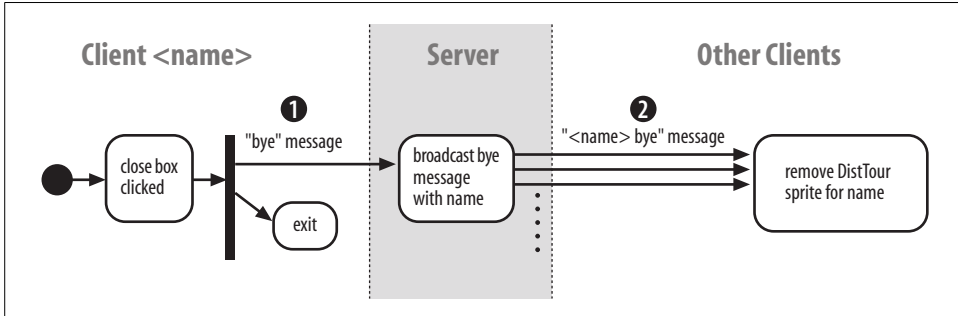 Client <name>
Server
Other Clients
1
"bye" message
2
"<name> bye" message
close box
clicked
exit
broadcast bye
message
with name
remove DistTour
sprite for name